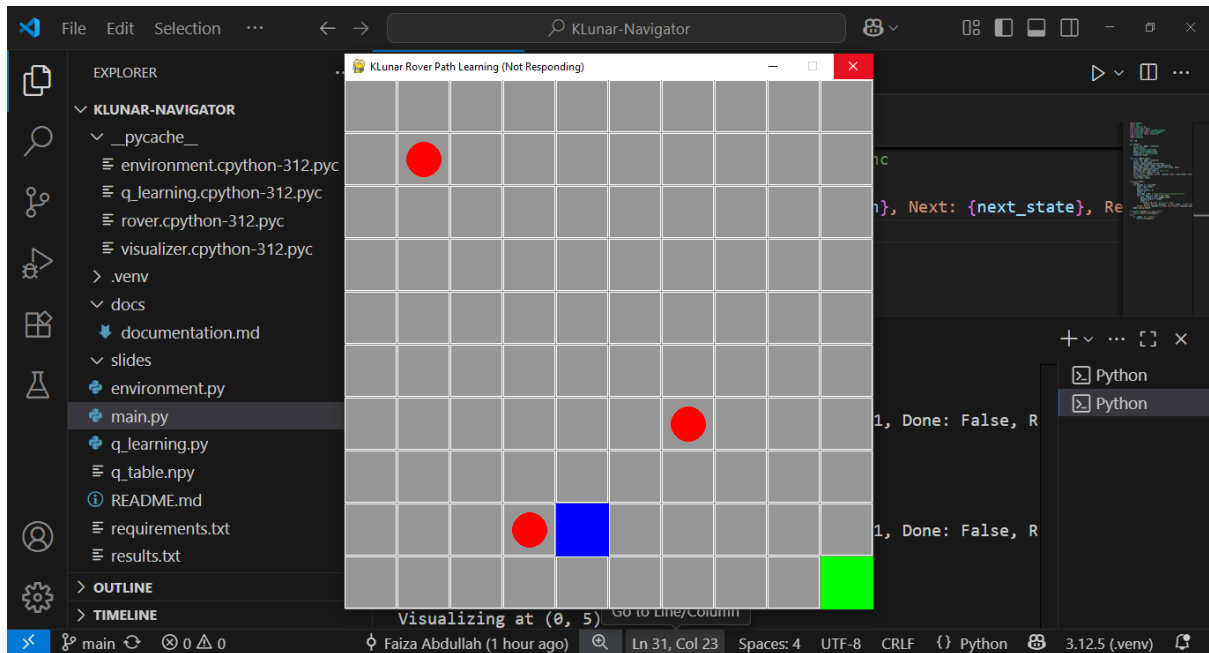 File Edit Selection ··· KLunar-Navigator
EXPLORER
KLUNAR-NAVIGATOR
__pycache__
environment.cpython-312.pyc
q_learning.cpython-312.pyc
rover.cpython-312.pyc
visualizer.cpython-312.pyc
.venv
docs
documentation.md
slides
environment.py
main.py
q_learning.py
q_table.npy
README.md
requirements.txt
results.txt
OUTLINE
TIMELINE
KLunar Rover Path Learning (Not Responding)
nc
}, Next: {next_state}, Re
Python
Python
1, Done: False, R
1, Done: False, R
Visualizing at (0, 5)
Go to Line/Column
main 0 0 Faiza Abdullah (1 hour ago) Ln 31, Col 23 Spaces: 4 UTF-8 CRLF {} Python 3.12.5 (.venv)